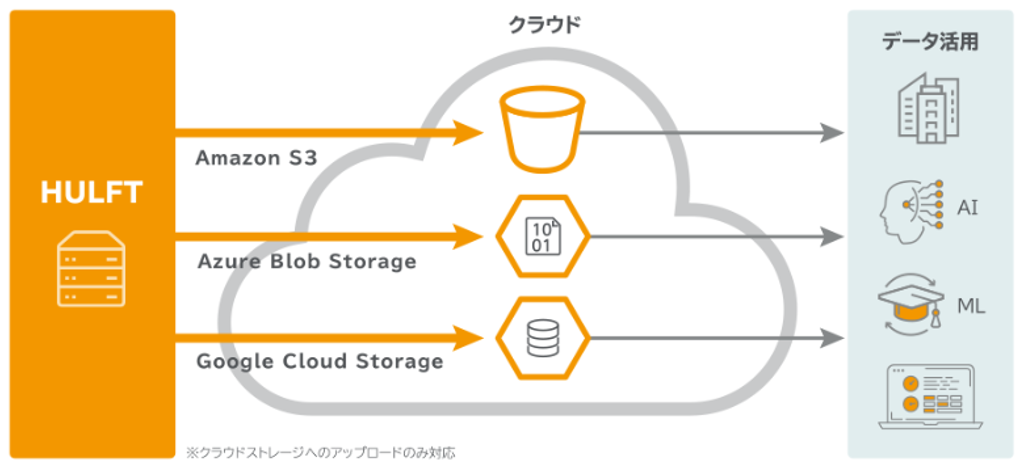 クラウド
データ活用
HULFT
Amazon S3
Azure Blob Storage
10
01
Google Cloud Storage
AI
ML
※クラウドストレージへのアップロードのみ対応